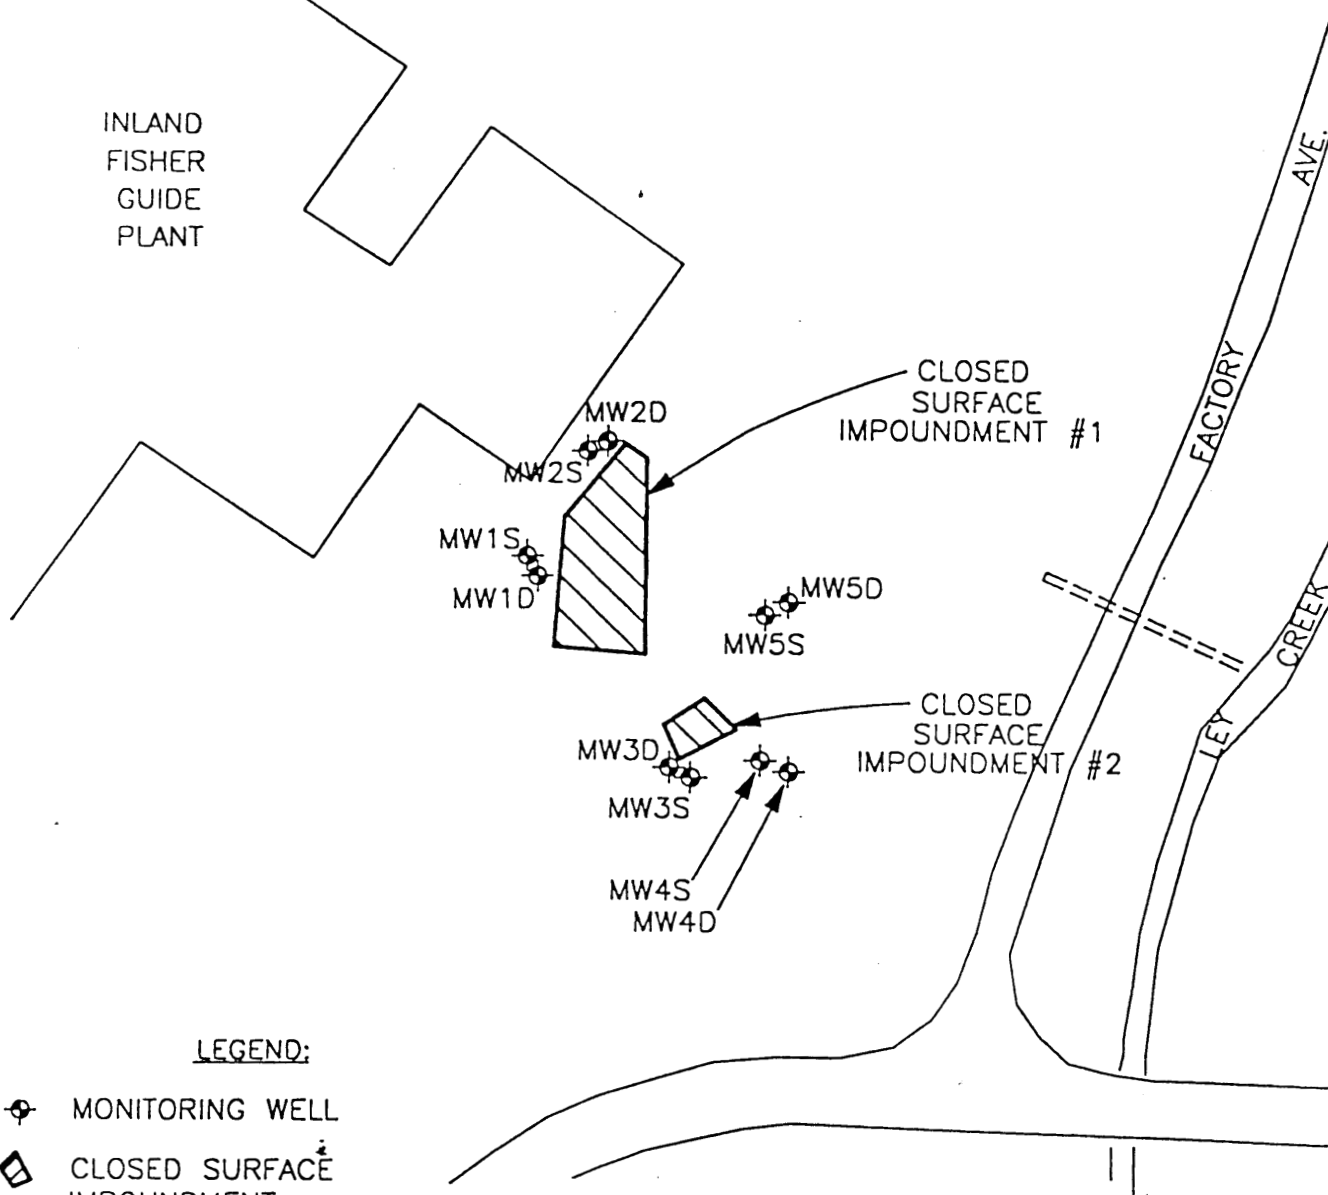 INLAND
FISHER
GUIDE
PLANT
AVE.
FACTORY
CLOSED
SURFACE
IMPOUNDMENT #1
MW2D
MW2S
MW1S
MW1D
MW5D
MW5S
CREEK
LEY
CLOSED
SURFACE
IMPOUNDMENT #2
MW3D
MW3S
MW4S
MW4D
LEGEND:
MONITORING WELL
CLOSED SURFACE
IMPOUNDMENT